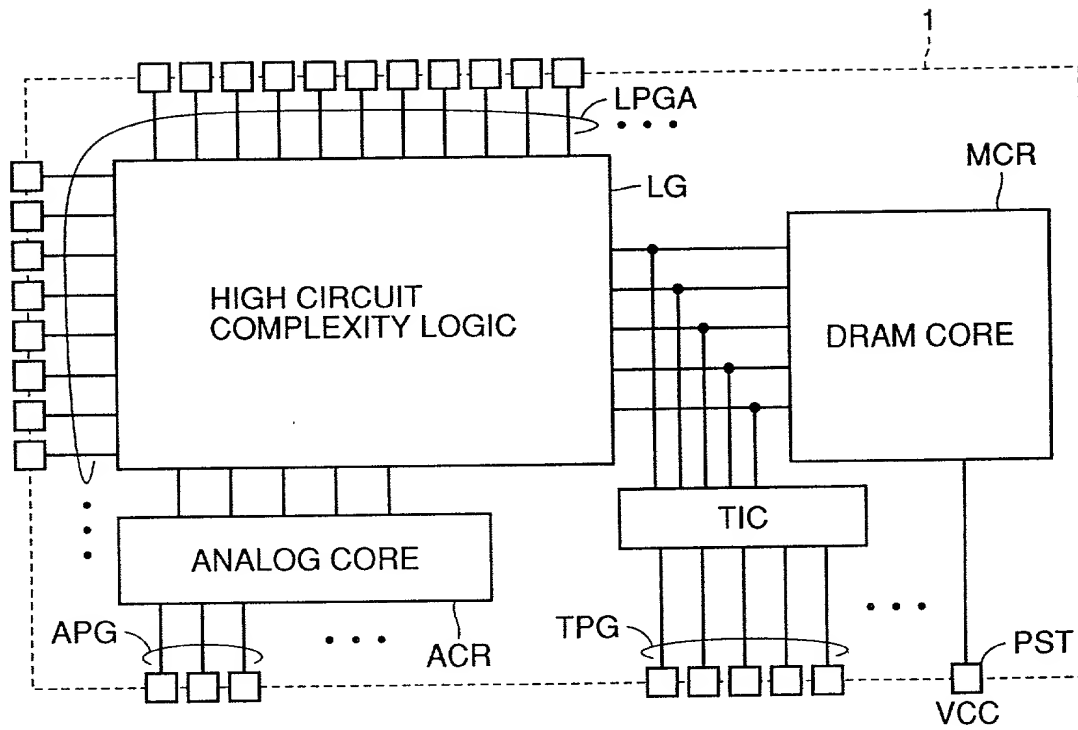 1
LPGA
LG
MCR
HIGH CIRCUIT
COMPLEXITY LOGIC
DRAM CORE
TIC
ANALOG CORE
APG
ACR
TPG
PST
VCC